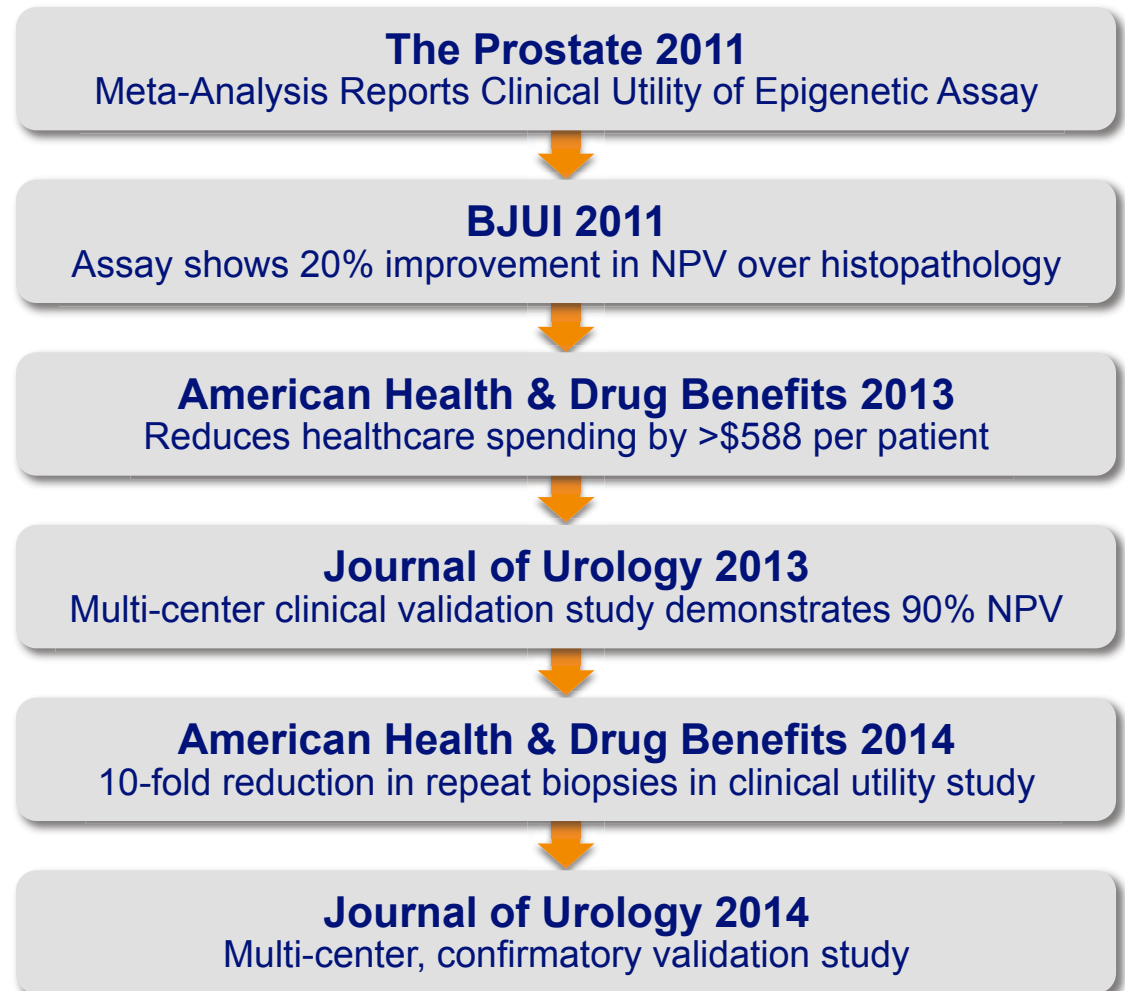 The Prostate 2011
Meta-Analysis Reports Clinical Utility of Epigenetic Assay
BJUI 2011
Assay shows 20% improvement in NPV over histopathology
American Health & Drug Benefits 2013
Reduces healthcare spending by >$588 per patient
Journal of Urology 2013
Multi-center clinical validation study demonstrates 90% NPV
American Health & Drug Benefits 2014
10-fold reduction in repeat biopsies in clinical utility study
Journal of Urology 2014
Multi-center, confirmatory validation study